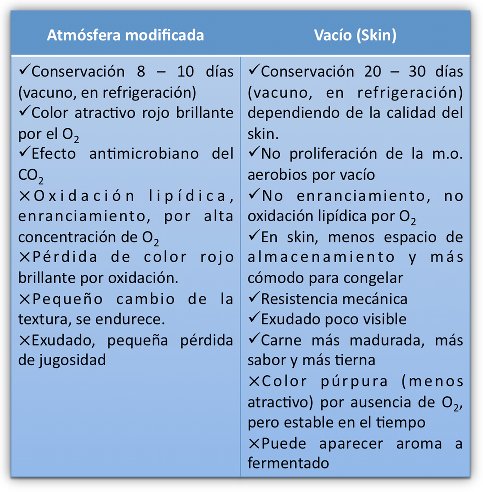 Atmósfera modificada
✓Conservación 8 – 10 días
(vacuno, en refrigeración)
✓Color atractivo rojo brillante
por el O₂
✓Efecto antimicrobiano del
CO₂
×Oxidación lipídica,
enranciamiento, por alta
concentración de O₂
×Pérdida de color rojo
brillante por oxidación.
×Pequeño cambio de la
textura, se endurece.
×Exudado, pequeña pérdida
de jugosidad
Vacío (Skin)
✓Conservación 20 – 30 días
(vacuno, en refrigeración)
dependiendo de la calidad del
skin.
✓No proliferación de la m.o.
aerobios por vacío
✓No enranciamiento, no
oxidación lipídica por O₂
✓En skin, menos espacio de
almacenamiento y más
cómodo para congelar
✓Resistencia mecánica
✓Exudado poco visible
✓Carne más madurada, más
sabor y más tierna
×Color púrpura (menos
atractivo) por ausencia de O₂,
pero estable en el tiempo
×Puede aparecer aroma a
fermentado